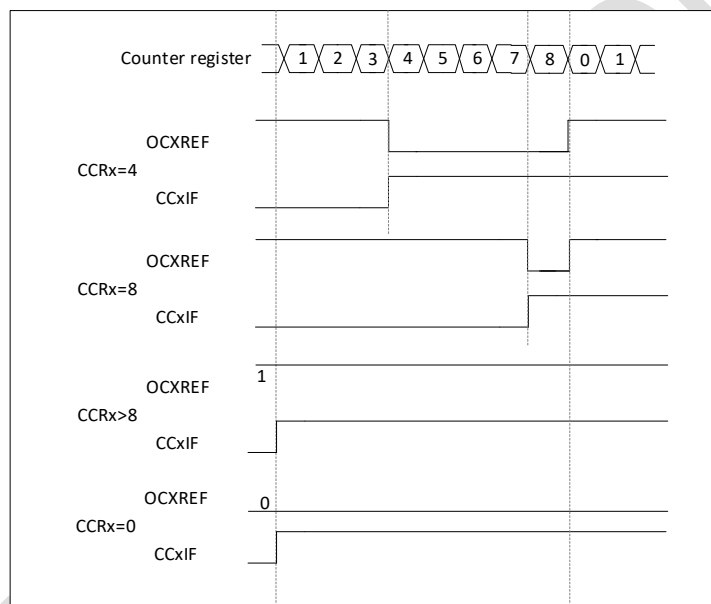 Counter register 1 2 3 4 5 6 7 8 0 1
OCXREF
CCRx=4
CCxIF
OCXREF
CCRx=8
CCxIF
1
OCXREF
CCRx>8
CCxIF
OCXREF 0
CCRx=0
CCxIF